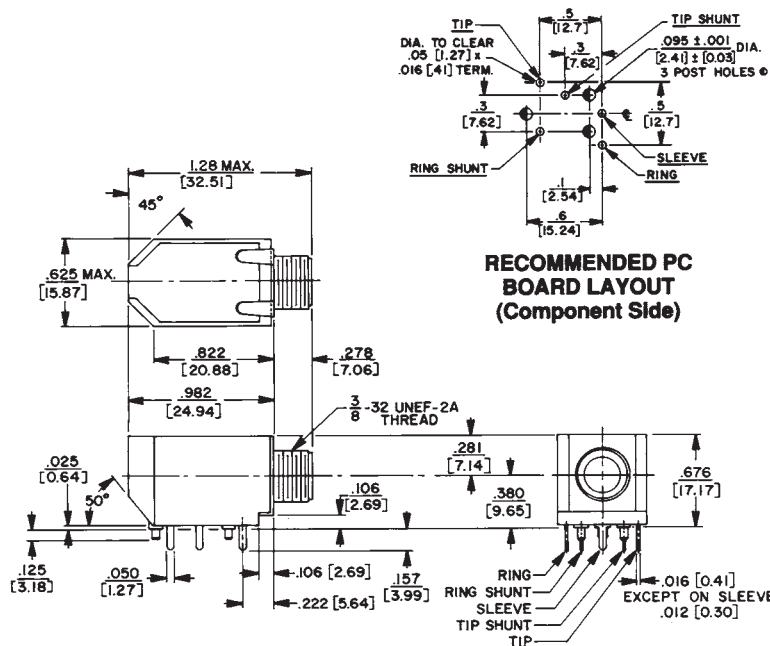 TIP
DIA. TO CLEAR
.05 [1.27] x
.016 [.41] TERM.
.5
[12.7]
.3
[7.62]
TIP SHUNT
.095 ±.001 DIA.
[2.41] ± [0.03]
3 POST HOLES
.3
[7.62]
.5
[12.7]
RING SHUNT
SLEEVE
RING
.1
[2.54]
.6
[15.24]
RECOMMENDED PC
BOARD LAYOUT
(Component Side)
1.28 MAX.
[32.51]
45°
.625 MAX.
[15.87]
.822
[20.88]
.278
[7.06]
.982
[24.94]
3/8-32 UNEF-2A
THREAD
.025
[0.64]
50°
.281
[7.14]
.380
[9.65]
.106
[2.69]
.676
[17.17]
.125
[3.18]
.050
[1.27]
.106 [2.69]
.157
[3.99]
.222 [5.64]
RING
RING SHUNT
SLEEVE
TIP SHUNT
TIP
.016 [0.41]
EXCEPT ON SLEEVE
.012 [0.30]